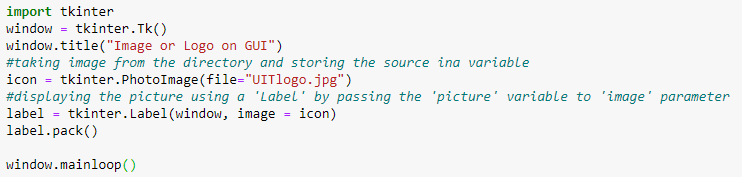 import tkinter
window = tkinter.Tk()
window.title("Image or Logo on GUI")
#taking image from the directory and storing the source ina variable
icon = tkinter.PhotoImage(file="UITlogo.jpg")
#displaying the picture using a 'Label' by passing the 'picture' variable to 'image' parameter
label = tkinter.Label(window, image = icon)
label.pack()
window.mainloop()